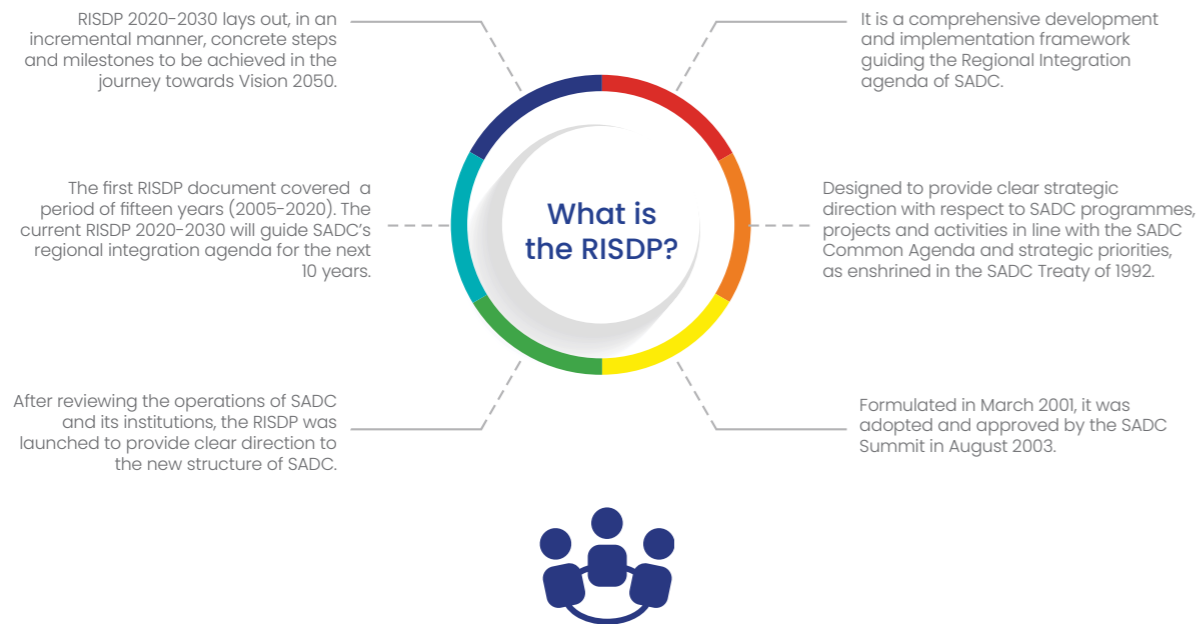 What is
the RISDP?
It is a comprehensive development
and implementation framework
guiding the Regional Integration
agenda of SADC.
Designed to provide clear strategic
direction with respect to SADC programmes,
projects and activities in line with the SADC
Common Agenda and strategic priorities,
as enshrined in the SADC Treaty of 1992.
Formulated in March 2001, it was
adopted and approved by the SADC
Summit in August 2003.
After reviewing the operations of SADC
and its institutions, the RISDP was
launched to provide clear direction to
the new structure of SADC.
The first RISDP document covered a
period of fifteen years (2005-2020). The
current RISDP 2020-2030 will guide SADC's
regional integration agenda for the next
10 years.
RISDP 2020-2030 lays out, in an
incremental manner, concrete steps
and milestones to be achieved in the
journey towards Vision 2050.